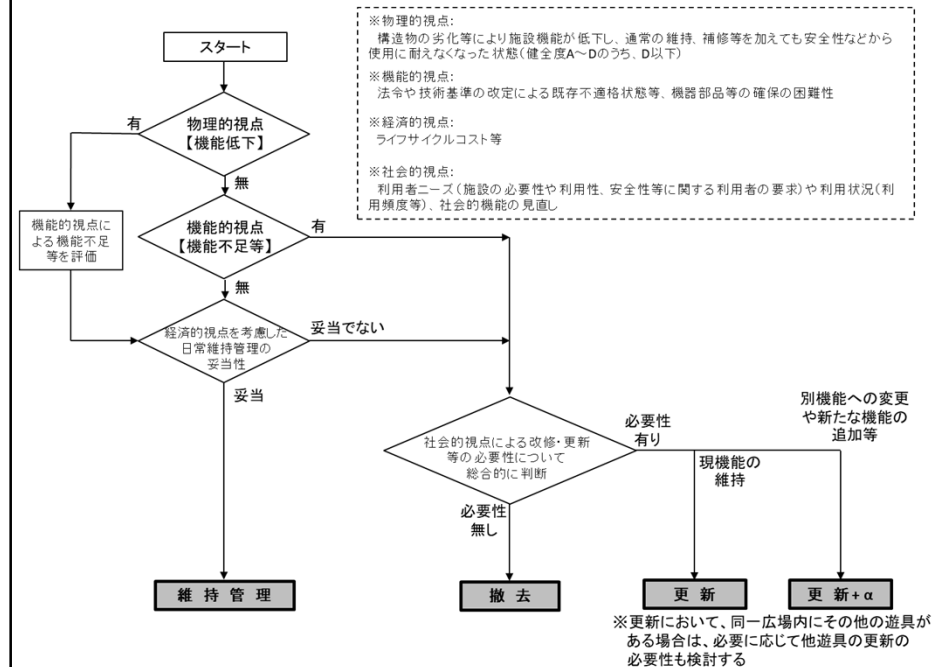 ※物理的視点:
構造物の劣化等により施設機能が低下し、通常の維持、補修等を加えても安全性などから
使用に耐えなくなった状態(健全度A～Dのうち、D以下)
※機能的視点:
法令や技術基準の改定による既存不適格状態等、機器部品等の確保の困難性
※経済的視点:
ライフサイクルコスト等
※社会的視点:
利用者ニーズ(施設の必要性や利用性、安全性等に関する利用者の要求)や利用状況(利
用頻度等)、社会的機能の見直し
スタート
有
物理的視点
【機能低下】
無
機能的視点に
よる機能不足
等を評価
機能的視点
【機能不足等】
有
無
経済的視点を考慮した
日常維持管理の
妥当性
妥当でない
妥当
社会的視点による改修・更新
等の必要性について
総合的に判断
必要性
有り
別機能への変更
や新たな機能の
追加等
現機能の
維持
必要性
無し
維持管理
撤去
更新
更新+α
※更新において、同一広場内にその他の遊具が
ある場合は、必要に応じて他遊具の更新の
必要性も検討する